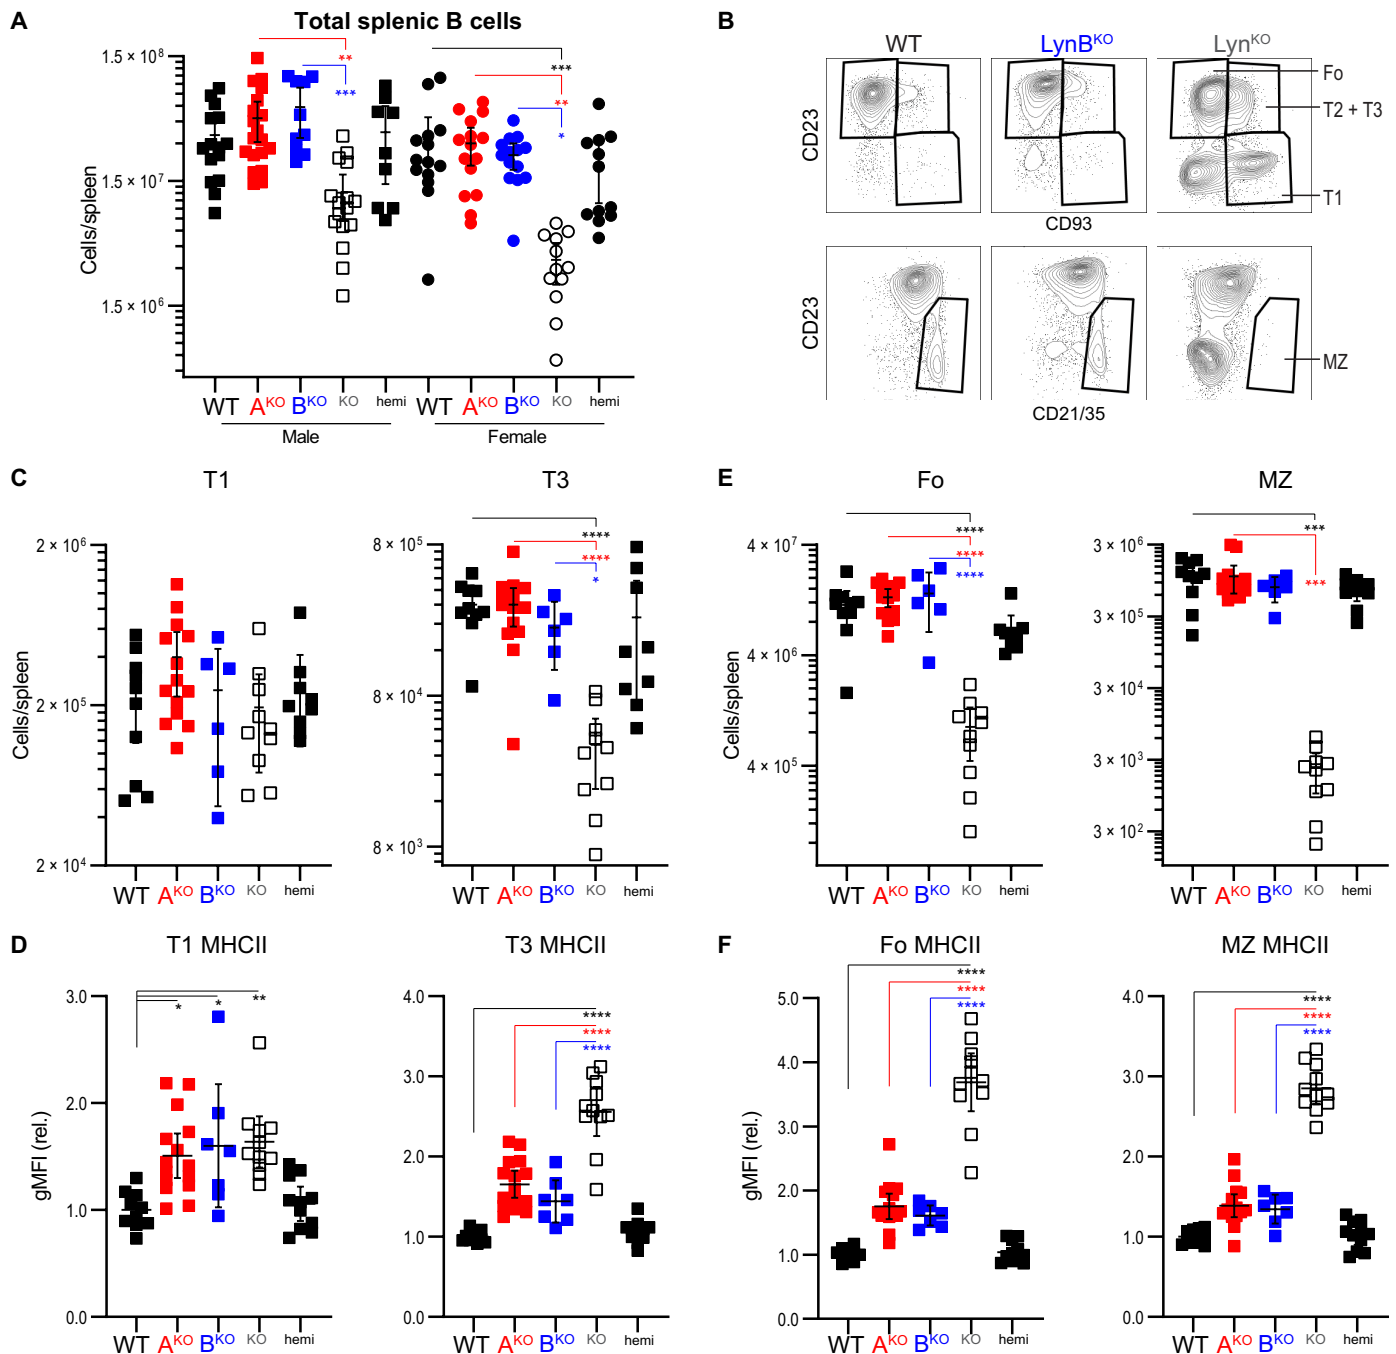 A
Total splenic B cells
Cells/spleen
1.5 × 10⁸
1.5 × 10⁷
1.5 × 10⁶
** *** *** ** *
WT Aᴷᴼ Bᴷᴼ KO hemi WT Aᴷᴼ Bᴷᴼ KO hemi
Male Female
B
WT LynBᴷᴼ Lynᴷᴼ
CD23
Fo
T2 + T3
T1
CD93
CD23
MZ
CD21/35
C
T1
Cells/spleen
2 × 10⁶
2 × 10⁵
2 × 10⁴
WT Aᴷᴼ Bᴷᴼ KO hemi
T3
8 × 10⁵
8 × 10⁴
8 × 10³
****
****
*
WT Aᴷᴼ Bᴷᴼ KO hemi
E
Fo
Cells/spleen
4 × 10⁷
4 × 10⁶
4 × 10⁵
****
****
****
WT Aᴷᴼ Bᴷᴼ KO hemi
MZ
3 × 10⁶
3 × 10⁵
3 × 10⁴
3 × 10³
3 × 10²
***
***
WT Aᴷᴼ Bᴷᴼ KO hemi
D
T1 MHCII
gMFI (rel.)
3.0
2.0
1.0
0.0
* * **
WT Aᴷᴼ Bᴷᴼ KO hemi
T3 MHCII
4.0
3.0
2.0
1.0
0.0
****
****
****
WT Aᴷᴼ Bᴷᴼ KO hemi
F
Fo MHCII
gMFI (rel.)
5.0
4.0
3.0
2.0
1.0
0.0
****
****
****
WT Aᴷᴼ Bᴷᴼ KO hemi
MZ MHCII
4.0
3.0
2.0
1.0
0.0
****
****
****
WT Aᴷᴼ Bᴷᴼ KO hemi